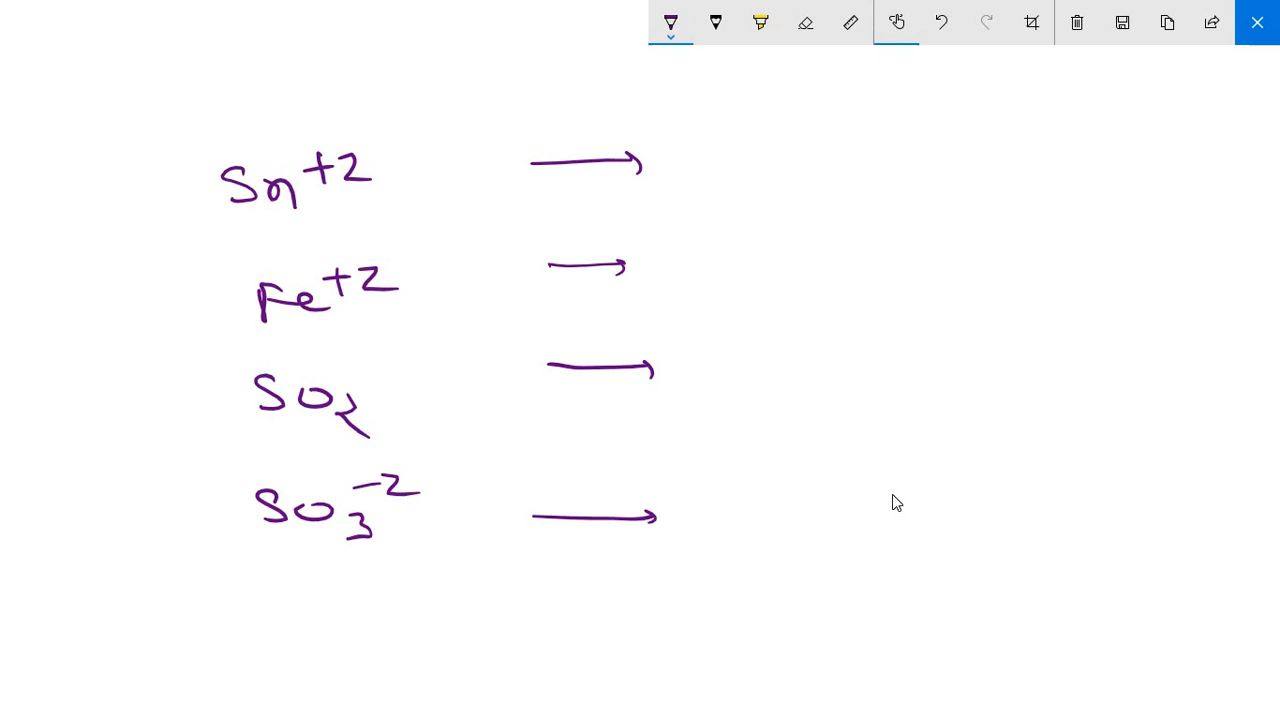 Sn+2 →
Fe+2 →
SO2 →
SO3-2 →